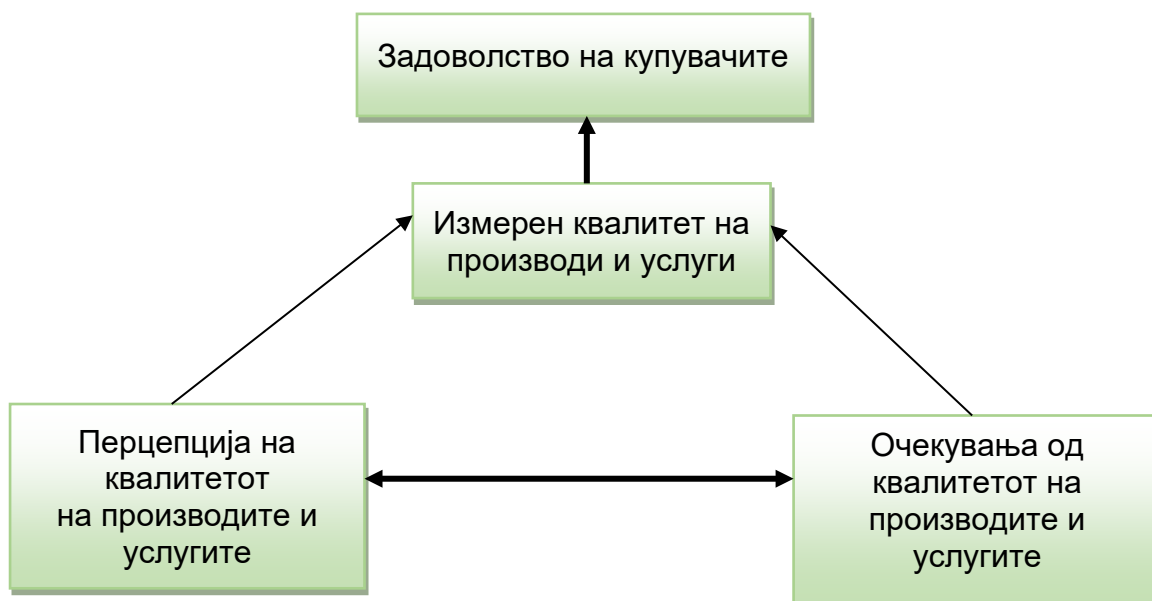 Задоволство на купувачите
Измерен квалитет на
производи и услуги
Перцепција на
квалитетот
на производите и
услугите
Очекувања од
квалитетот на
производите и
услугите